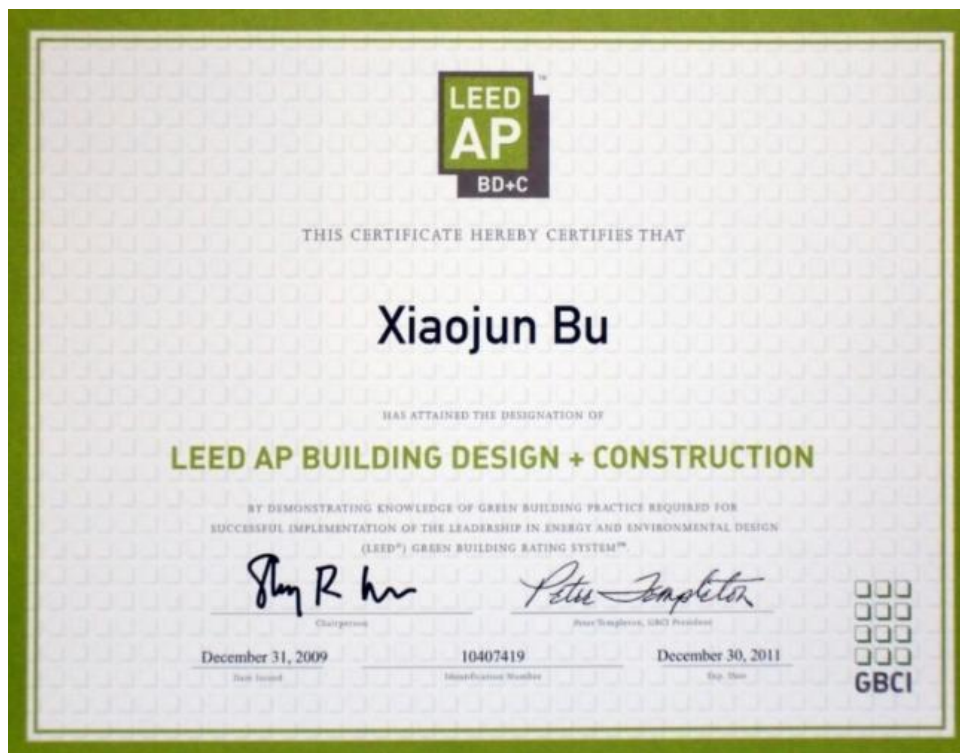 LEED
AP
BD+C
THIS CERTIFICATE HEREBY CERTIFIES THAT
Xiaojun Bu
HAS ATTAINED THE DESIGNATION OF
LEED AP BUILDING DESIGN + CONSTRUCTION
BY DEMONSTRATING KNOWLEDGE OF GREEN BUILDING PRACTICE REQUIRED FOR
SUCCESSFUL IMPLEMENTATION OF THE LEADERSHIP IN ENERGY AND ENVIRONMENTAL DESIGN
(LEED®) GREEN BUILDING RATING SYSTEM℠
Peter Templeton
Chairperson Peter Templeton, GBCI President
December 31, 2009 10407419 December 30, 2011
Date Issued Identification Number Exp. Date
GBCI